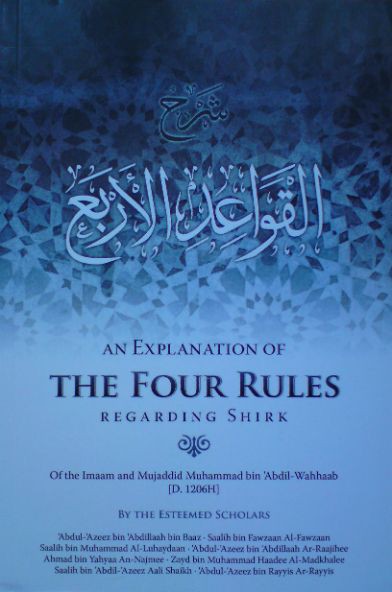 شرح
القواعد الأربع
AN EXPLANATION OF
THE FOUR RULES
REGARDING SHIRK
Of the Imaam and Mujaddid Muhammad bin 'Abdil-Wahhaab
[D. 1206H]
BY THE ESTEEMED SCHOLARS
'Abdul-'Azeez bin 'Abdillaah bin Baaz · Saalih bin Fawzaan Al-Fawzaan
Saalih bin Muhammad Al-Luhaydaan · 'Abdul-'Azeez bin 'Abdillaah Ar-Raajihee
Ahmad bin Yahyaa An-Najmee · Zayd bin Muhammad Haadee Al-Madkhalee
Saalih bin 'Abdil-'Azeez Aali Shaikh · 'Abdul-'Azeez bin Rayyis Ar-Rayyis